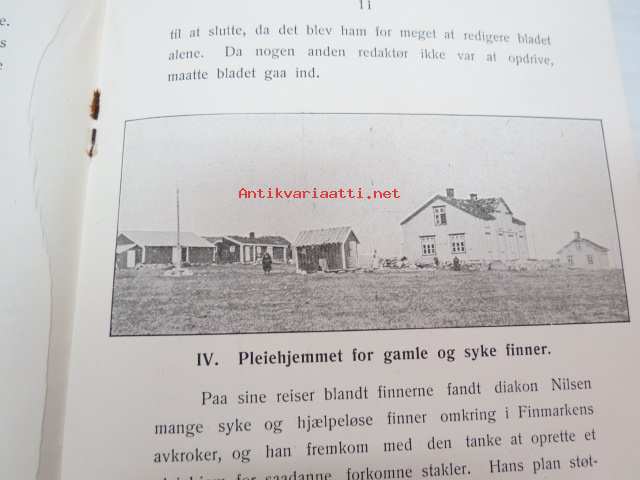 11
til at slutte, da det blev ham for meget at redigere bladet
alene. Da nogen anden redaktør ikke var at opdrive,
maatte bladet gaa ind.
Antikvariaatti.net
IV. Pleiehjemmet for gamle og syke finner.
Paa sine reiser blandt finnerne fandt diakon Nilsen
mange syke og hjælpeløse finner omkring i Finmarkens
avkroker, og han fremkom med den tanke at oprette et
for saadanne forkomne stakler. Hans plan støt-